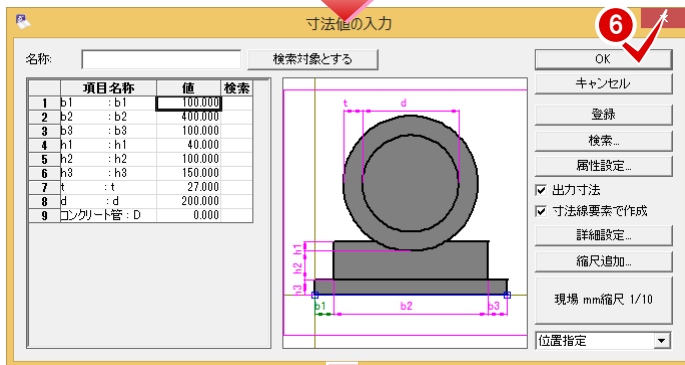 寸法値の入力
6
名称:
検索対象とする
OK
項目名称 値 検索
1 b1 : b1 100.000
2 b2 : b2 400.000
3 b3 : b3 100.000
4 h1 : h1 40.000
5 h2 : h2 100.000
6 h3 : h3 150.000
7 t : t 27.000
8 d : d 200.000
9 コンクリート管 : D 0.000
t d
h1
h2
h3
b1 b2 b3
キャンセル
登録
検索...
属性設定...
出力寸法
寸法線要素で作成
詳細設定...
縮尺追加...
現場 mm縮尺 1/10
位置指定